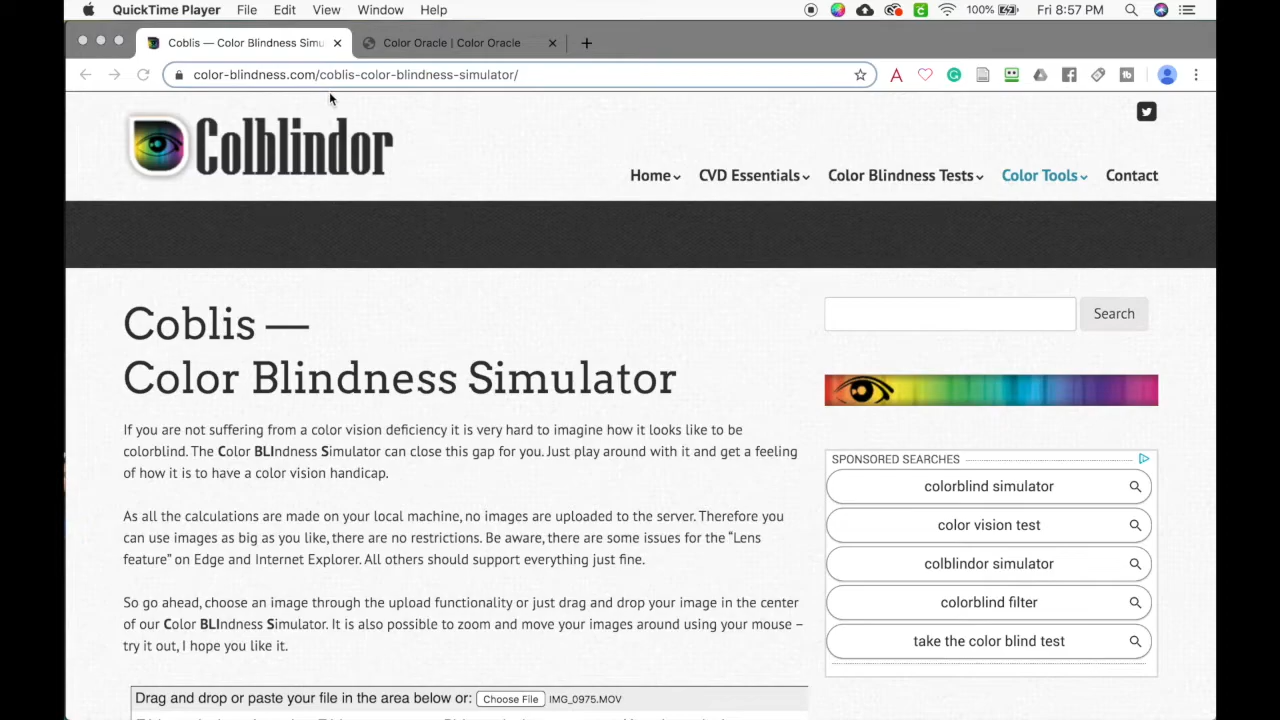 QuickTime Player File Edit View Window Help 100% Fri 8:57 PM
Coblis — Color Blindness Simu Color Oracle | Color Oracle
color-blindness.com/coblis-color-blindness-simulator/
Colblindor
Home CVD Essentials Color Blindness Tests Color Tools Contact
Coblis —
Color Blindness Simulator
If you are not suffering from a color vision deficiency it is very hard to imagine how it looks like to be
colorblind. The Color BLIndness Simulator can close this gap for you. Just play around with it and get a feeling
of how it is to have a color vision handicap.
As all the calculations are made on your local machine, no images are uploaded to the server. Therefore you
can use images as big as you like, there are no restrictions. Be aware, there are some issues for the “Lens
feature” on Edge and Internet Explorer. All others should support everything just fine.
So go ahead, choose an image through the upload functionality or just drag and drop your image in the center
of our Color BLIndness Simulator. It is also possible to zoom and move your images around using your mouse –
try it out, I hope you like it.
Drag and drop or paste your file in the area below or: Choose File IMG_0975.MOV
Search
SPONSORED SEARCHES
colorblind simulator
color vision test
colblindor simulator
colorblind filter
take the color blind test